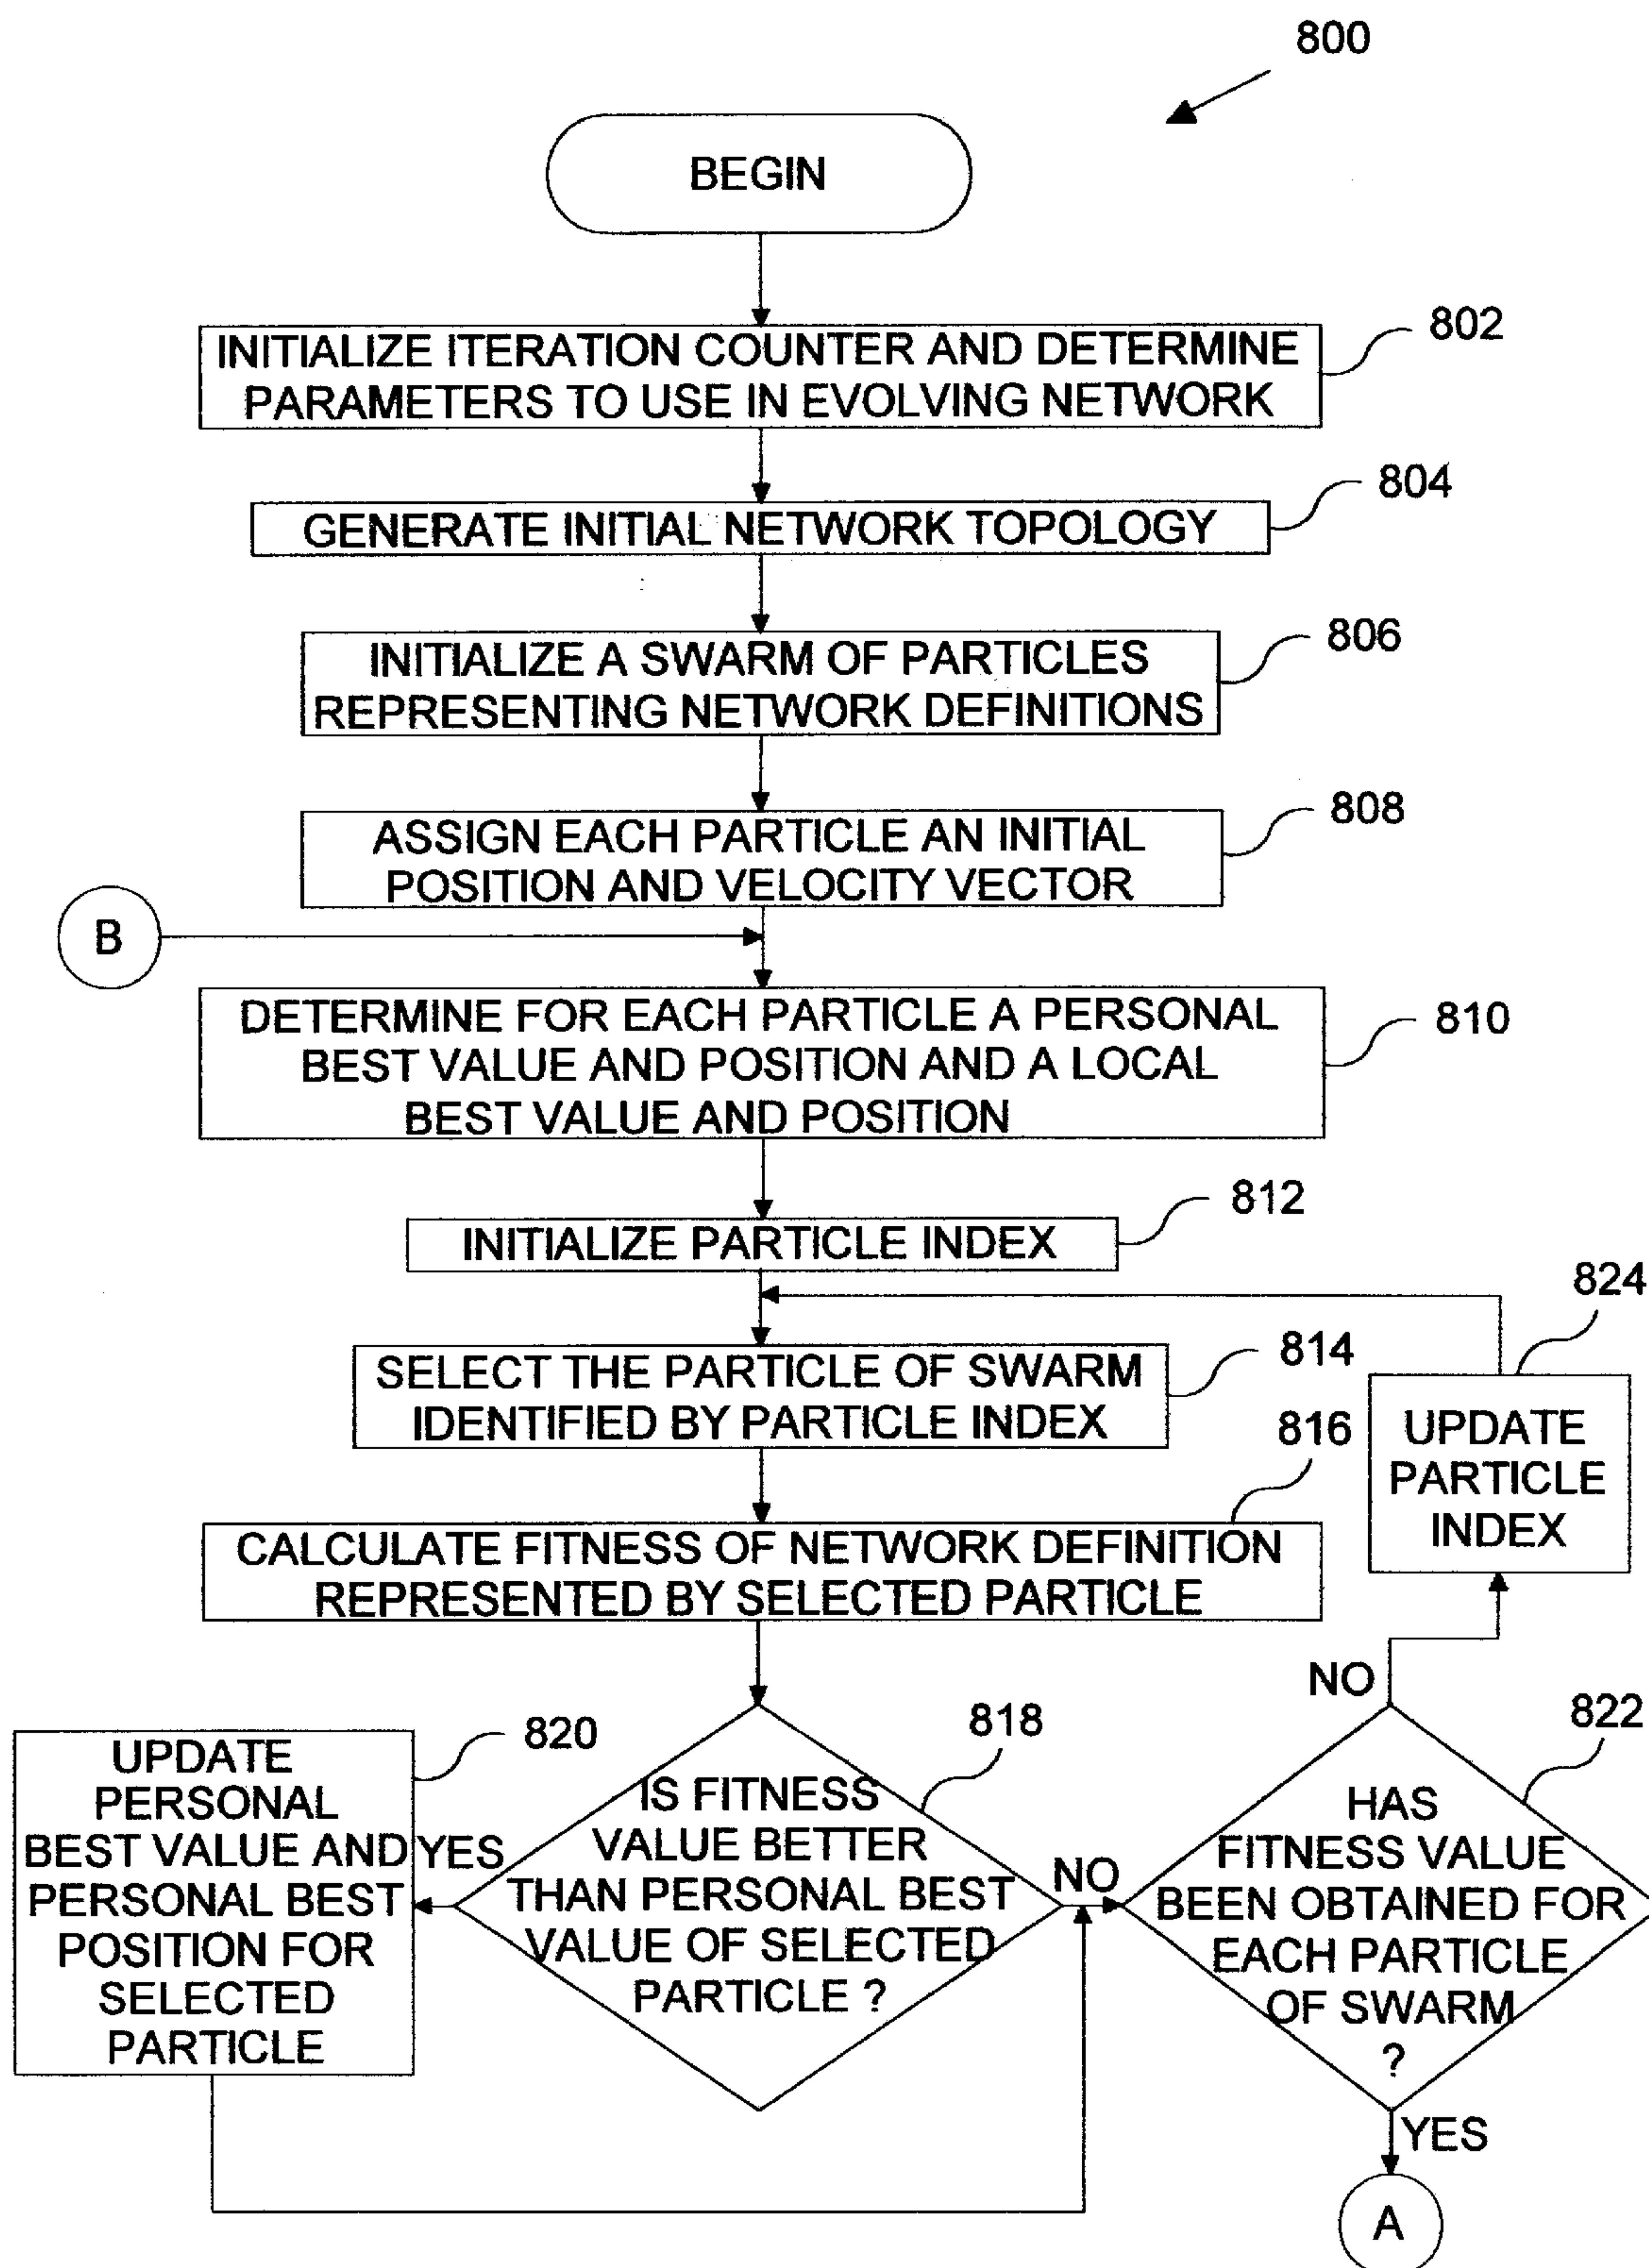 800
BEGIN
INITIALIZE ITERATION COUNTER AND DETERMINE
PARAMETERS TO USE IN EVOLVING NETWORK
802
GENERATE INITIAL NETWORK TOPOLOGY
804
INITIALIZE A SWARM OF PARTICLES
REPRESENTING NETWORK DEFINITIONS
806
ASSIGN EACH PARTICLE AN INITIAL
POSITION AND VELOCITY VECTOR
808
B
DETERMINE FOR EACH PARTICLE A PERSONAL
BEST VALUE AND POSITION AND A LOCAL
BEST VALUE AND POSITION
810
INITIALIZE PARTICLE INDEX
812
SELECT THE PARTICLE OF SWARM
IDENTIFIED BY PARTICLE INDEX
814
824
UPDATE
PARTICLE
INDEX
CALCULATE FITNESS OF NETWORK DEFINITION
REPRESENTED BY SELECTED PARTICLE
816
IS FITNESS
VALUE BETTER
THAN PERSONAL BEST
VALUE OF SELECTED
PARTICLE ?
818
YES
NO
UPDATE
PERSONAL
BEST VALUE AND
PERSONAL BEST
POSITION FOR
SELECTED
PARTICLE
820
HAS
FITNESS VALUE
BEEN OBTAINED FOR
EACH PARTICLE
OF SWARM
?
822
NO
YES
A